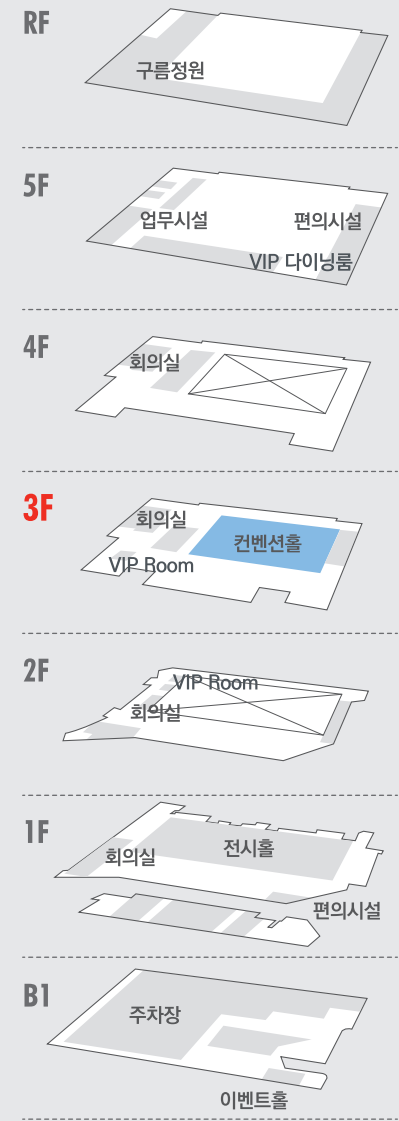 RF
구름정원
5F
업무시설
편의시설
VIP 다이닝룸
4F
회의실
3F
회의실
컨벤션홀
VIP Room
2F
VIP Room
회의실
1F
전시홀
회의실
편의시설
B1
주차장
이벤트홀